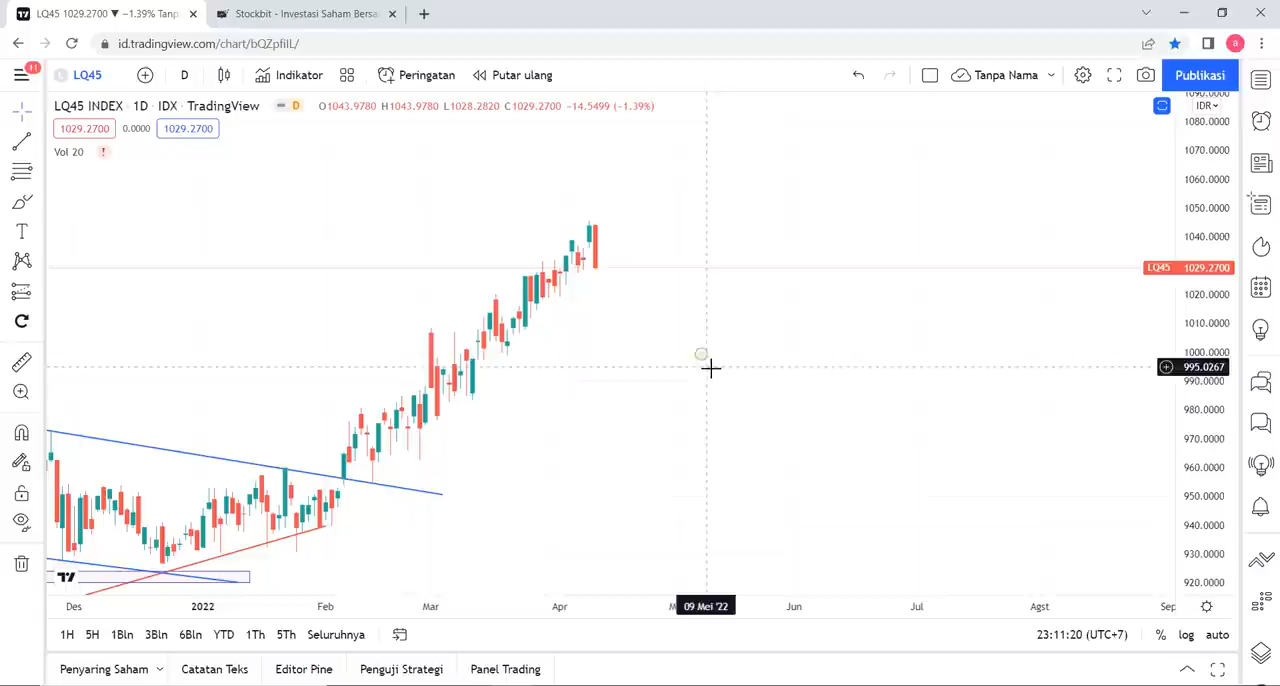 LQ45 1029.2700 ▼ −1.39% Tanp
Stockbit - Investasi Saham Bersa
id.tradingview.com/chart/bQZpfiIL/
a
11
LQ45
D
Indikator
Peringatan
Putar ulang
Tanpa Nama
Publikasi
LQ45 INDEX · 1D · IDX · TradingView
D
O1043.9780 H1043.9780 L1028.2820 C1029.2700 −14.5499 (−1.39%)
IDR
1029.2700
0.0000
1029.2700
Vol 20
!
1090.0000
1080.0000
1070.0000
1060.0000
1050.0000
1040.0000
LQ45 1029.2700
1020.0000
1010.0000
1000.0000
995.0267
990.0000
980.0000
970.0000
960.0000
950.0000
940.0000
930.0000
920.0000
Des
2022
Feb
Mar
Apr
09 Mei '22
Jun
Jul
Agst
Sep
1H
5H
1Bln
3Bln
6Bln
YTD
1Th
5Th
Seluruhnya
23:11:20 (UTC+7)
%
log
auto
Penyaring Saham
Catatan Teks
Editor Pine
Penguji Strategi
Panel Trading